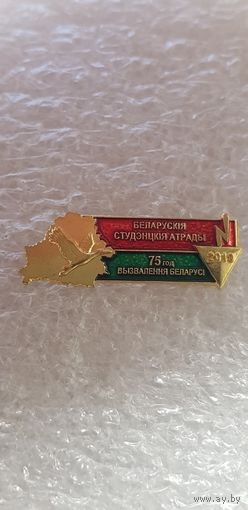 БЕЛАРУСКІЯ
СТУДЭНЦКІЯ АТРАДЫ
2019
75 год
ВЫЗВАЛЕННЯ БЕЛАРУСІ
www.ay.by